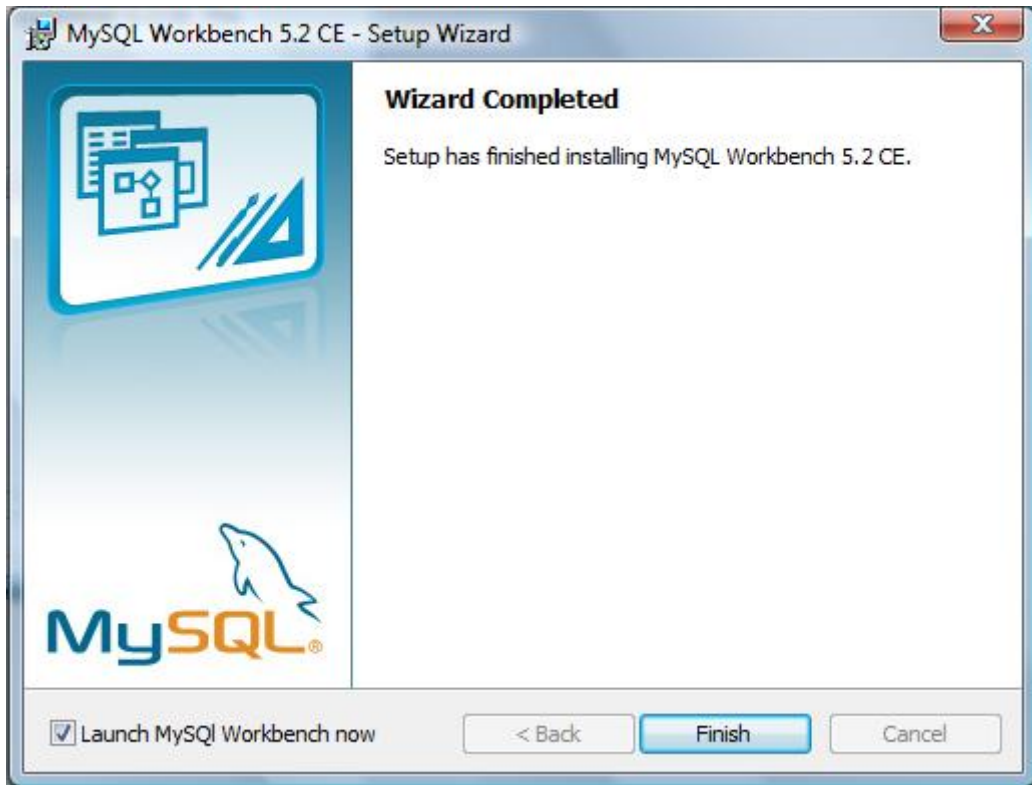 MySQL Workbench 5.2 CE - Setup Wizard
Wizard Completed
Setup has finished installing MySQL Workbench 5.2 CE.
MySQL®
Launch MySQl Workbench now
< Back
Finish
Cancel